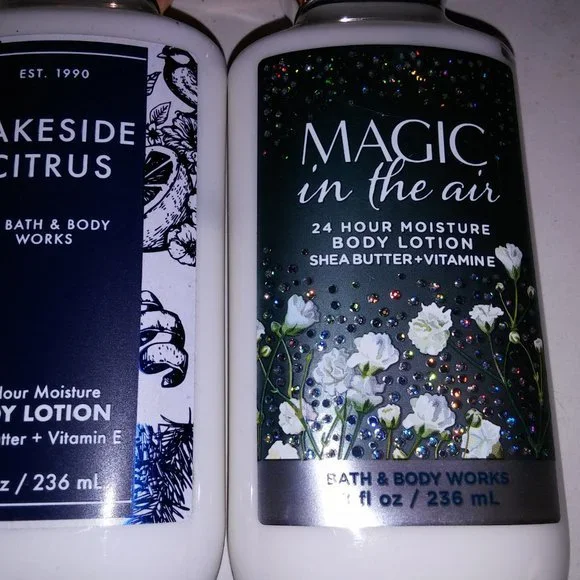 EST. 1990
AKESIDE
CITRUS
BATH & BODY
WORKS
Hour Moisture
DY LOTION
tter + Vitamin E
z / 236 mL
MAGIC
in the air
24 HOUR MOISTURE
BODY LOTION
SHEA BUTTER+VITAMIN E
BATH & BODY WORKS
fl oz / 236 mL